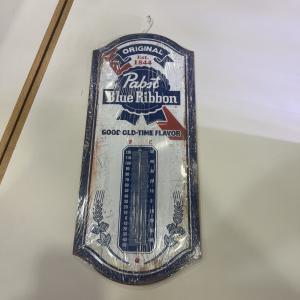 ORIGINAL
Est.
1844
Pabst
Blue Ribbon
GOOD OLD-TIME FLAVOR
F C